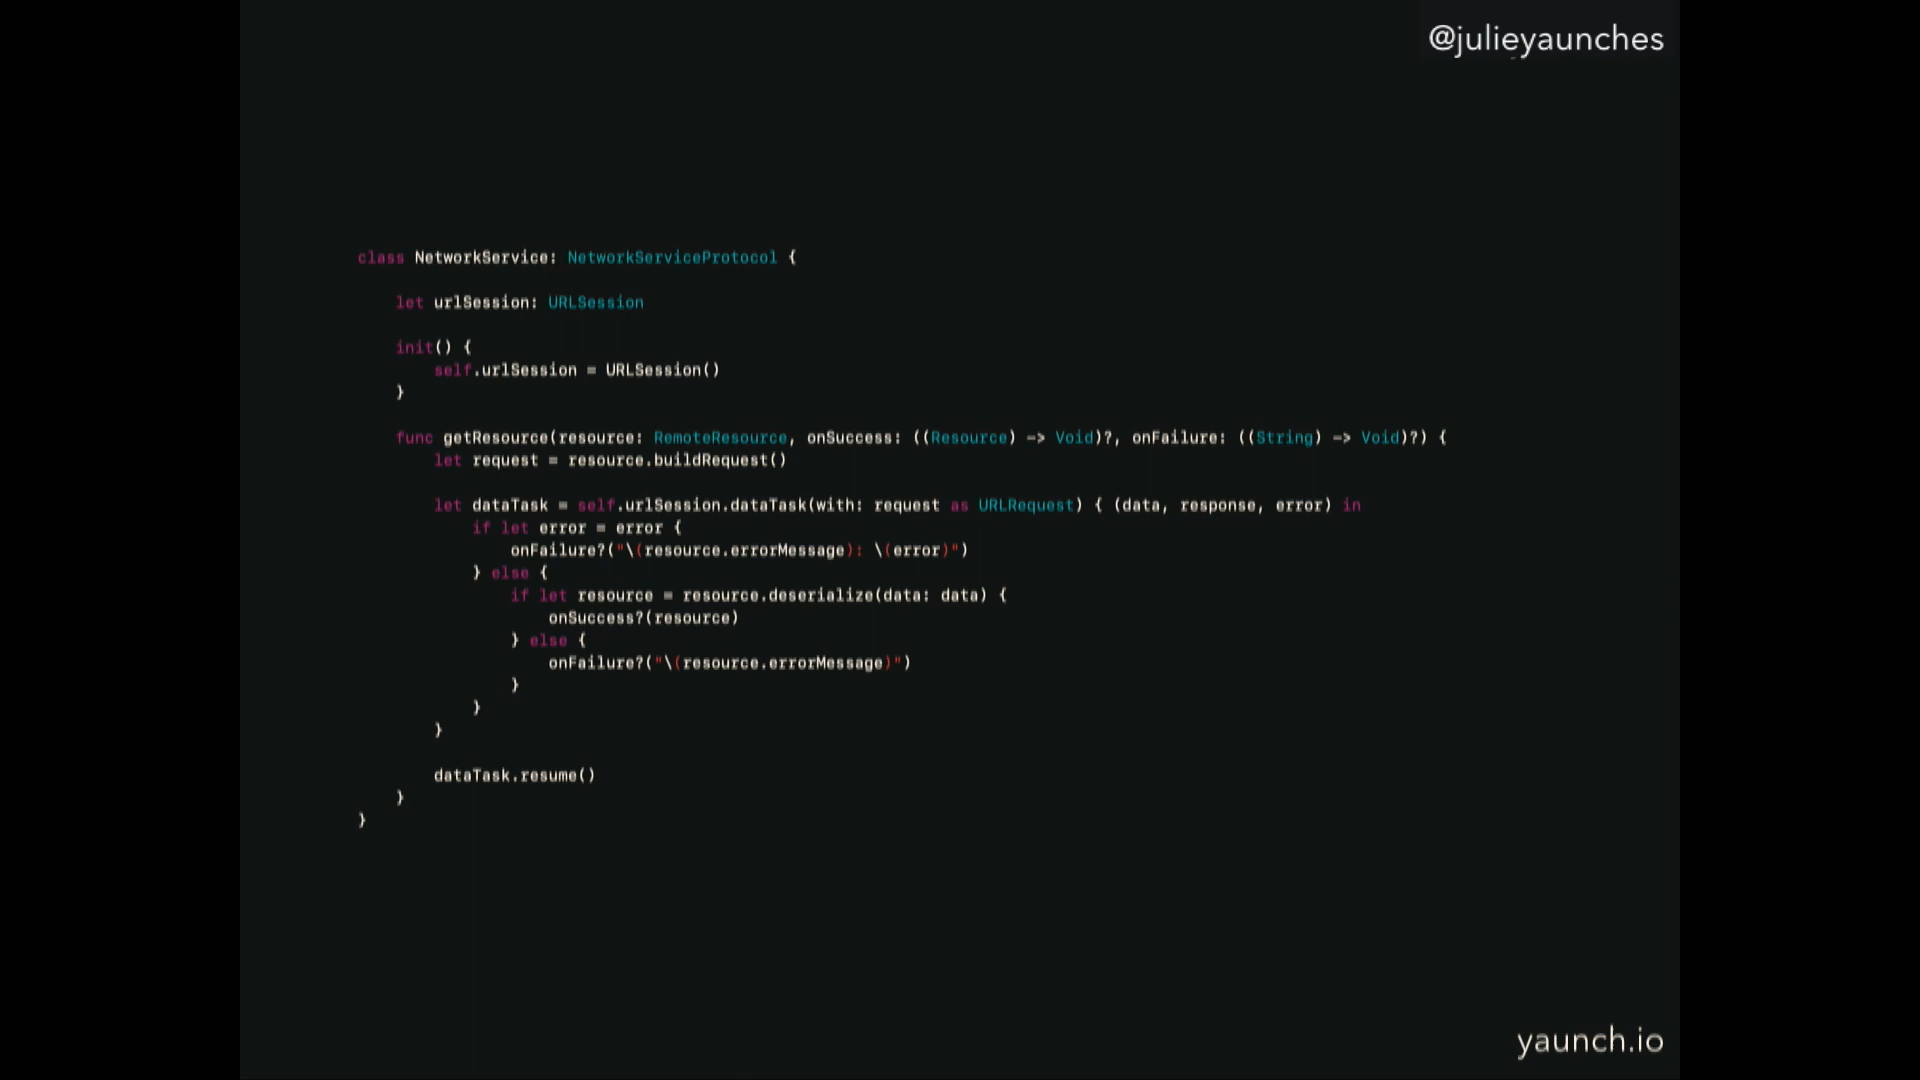 @julieyaunches
class NetworkService: NetworkServiceProtocol {
let urlSession: URLSession
init() {
self.urlSession = URLSession()
}
func getResource(resource: RemoteResource, onSuccess: ((Resource) -> Void)?, onFailure: ((String) -> Void)?) {
let request = resource.buildRequest()
let dataTask = self.urlSession.dataTask(with: request as URLRequest) { (data, response, error) in
if let error = error {
onFailure?("\(resource.errorMessage): \(error)")
} else {
if let resource = resource.deserialize(data: data) {
onSuccess?(resource)
} else {
onFailure?("\(resource.errorMessage)")
}
}
}
dataTask.resume()
}
}
yaunch.io